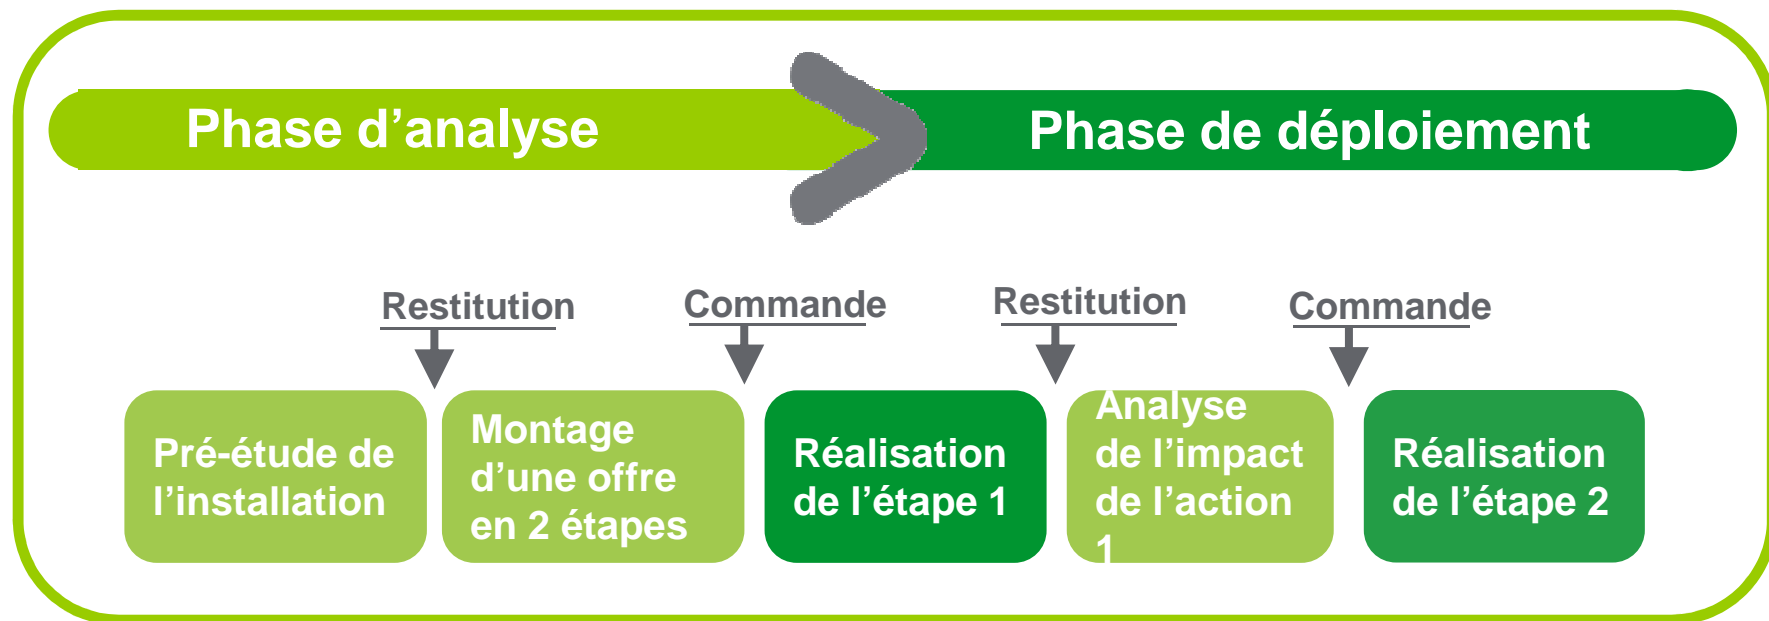 Phase d’analyse
Phase de déploiement
Restitution
Commande
Restitution
Commande
Pré-étude de
l’installation
Montage
d’une offre
en 2 étapes
Réalisation
de l’étape 1
Analyse
de l’impact
de l’action
1
Réalisation
de l’étape 2